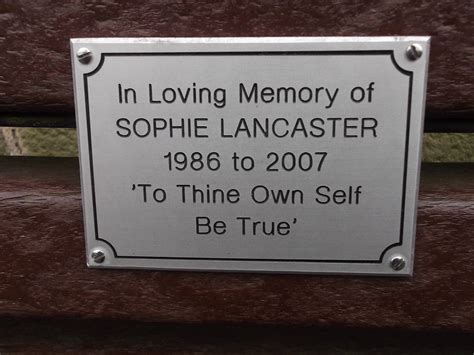 In Loving Memory of
SOPHIE LANCASTER
1986 to 2007
'To Thine Own Self
Be True'